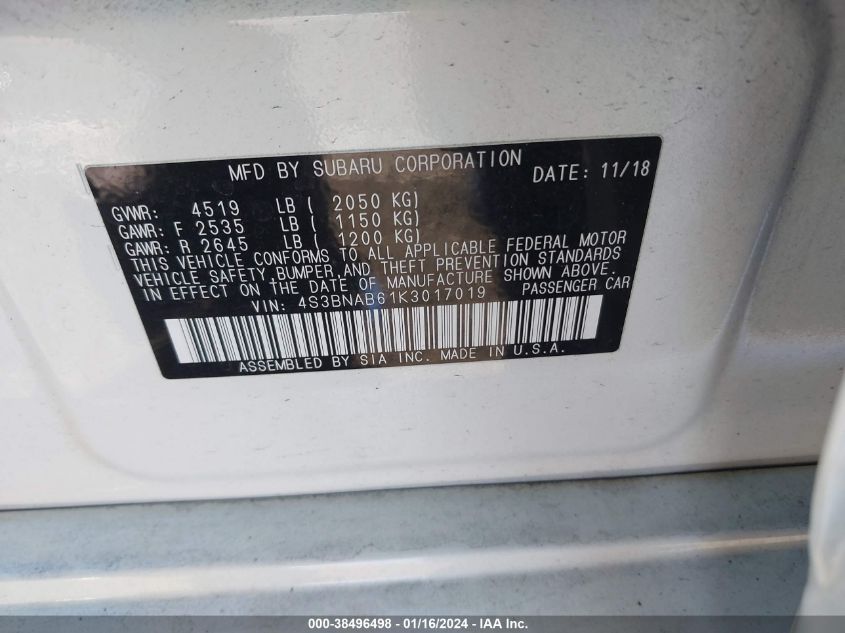 MFD BY SUBARU CORPORATION DATE: 11/18
GVWR: 4519 LB ( 2050 KG)
GAWR: F 2535 LB ( 1150 KG)
GAWR: R 2645 LB ( 1200 KG)
THIS VEHICLE CONFORMS TO ALL APPLICABLE FEDERAL MOTOR
VEHICLE SAFETY,BUMPER,AND THEFT PREVENTION STANDARDS
IN EFFECT ON THE DATE OF MANUFACTURE SHOWN ABOVE.
VIN: 4S3BNAB61K3017019 PASSENGER CAR
ASSEMBLED BY SIA INC. MADE IN U.S.A.
000-38496498 - 01/16/2024 - IAA Inc.